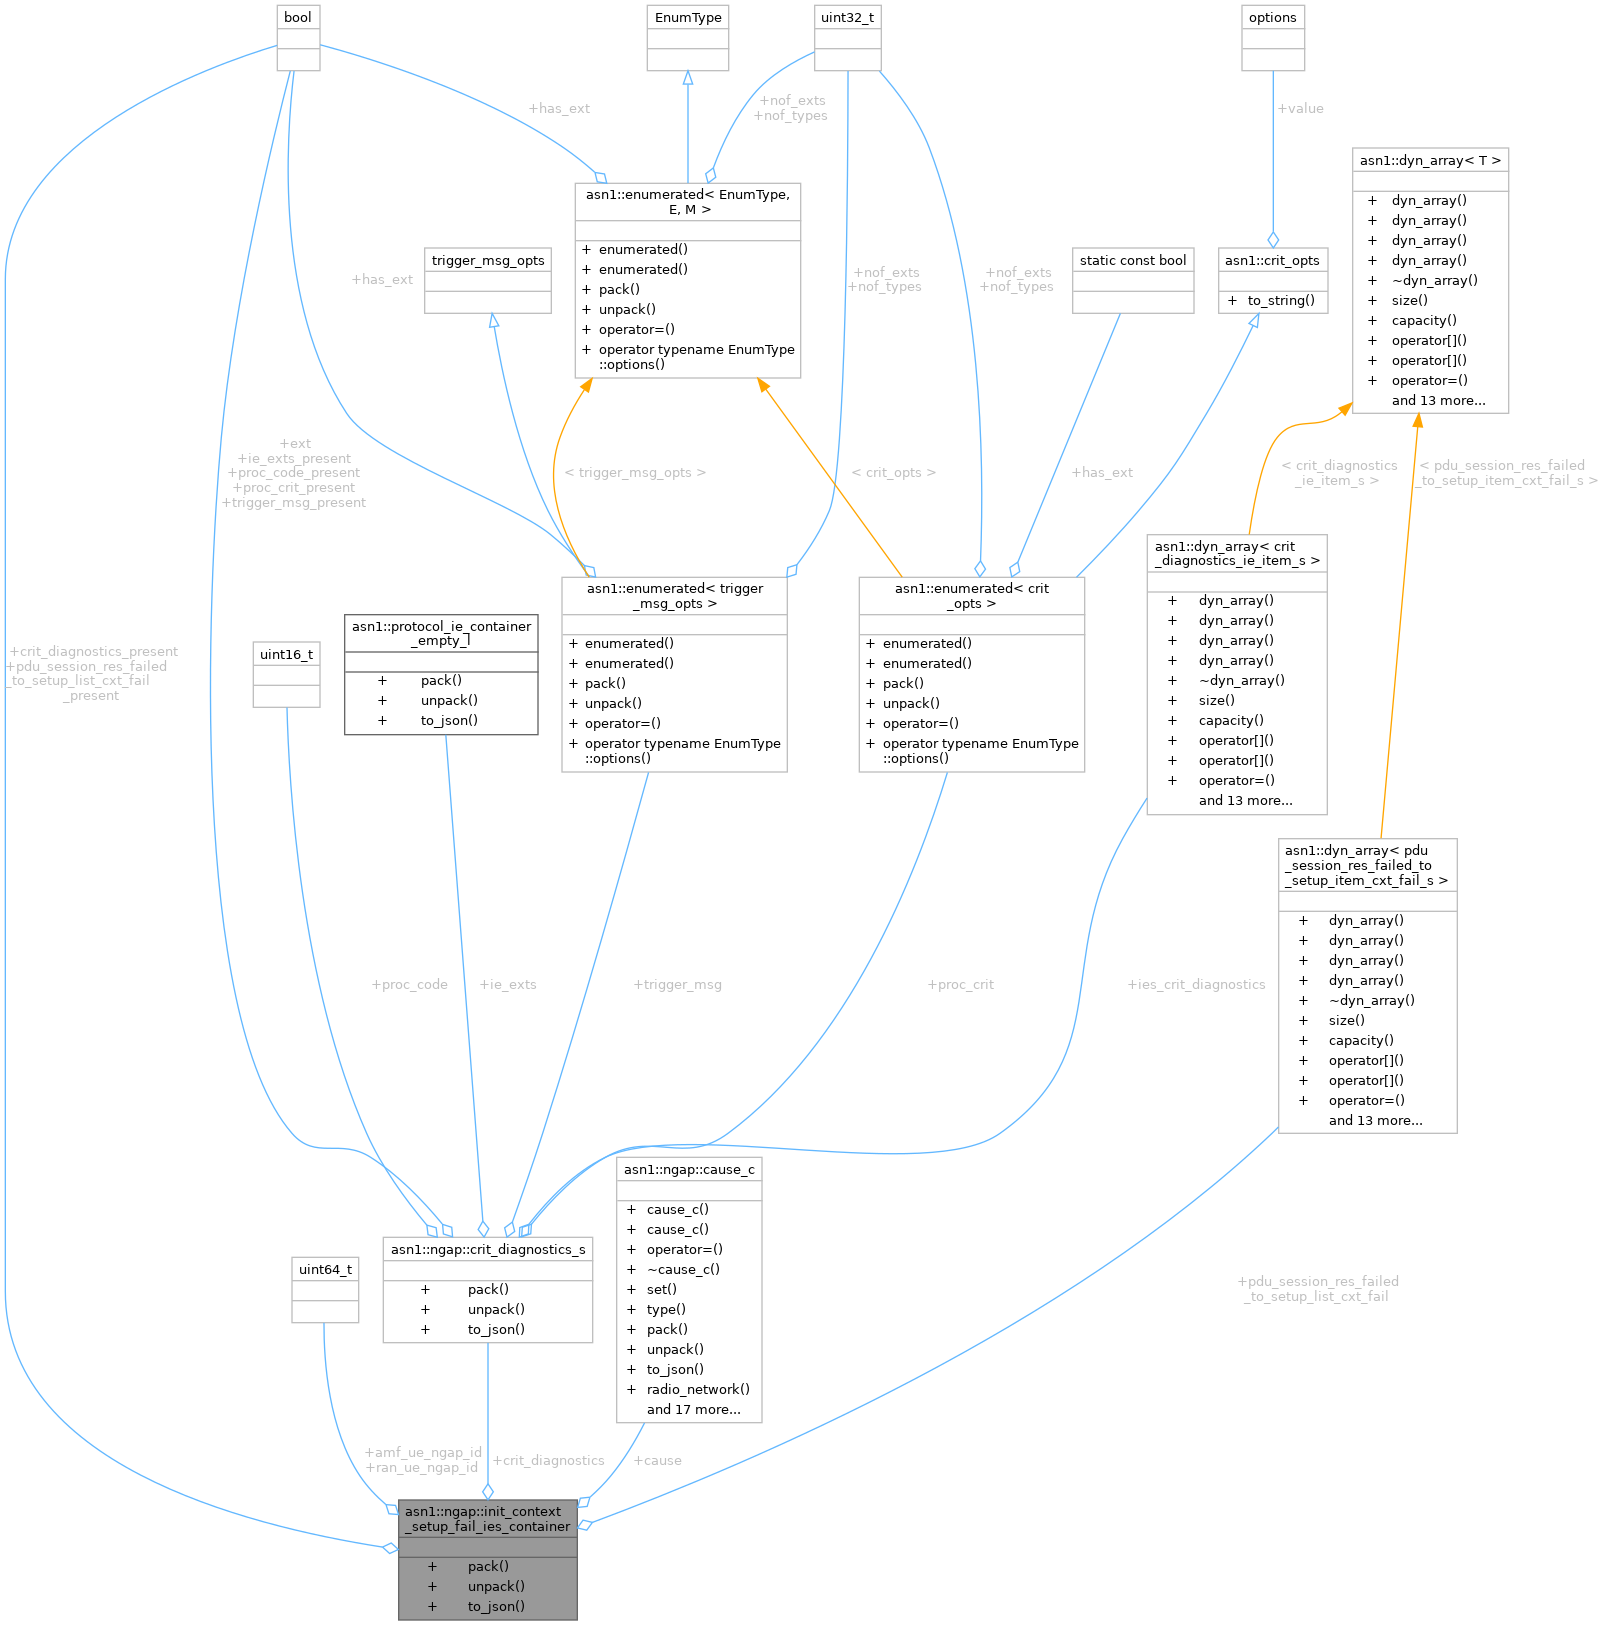 bool
EnumType
uint32_t
options
+has_ext
+nof_exts
+nof_types
+value
asn1::dyn_array< T >
+ dyn_array()
+ dyn_array()
+ dyn_array()
+ dyn_array()
+ ~dyn_array()
+ size()
+ capacity()
+ operator[]()
+ operator[]()
+ operator=()
and 13 more...
asn1::enumerated< EnumType,
E, M >
+ enumerated()
+ enumerated()
+ pack()
+ unpack()
+ operator=()
+ operator typename EnumType
::options()
trigger_msg_opts
static const bool
asn1::crit_opts
+ to_string()
+has_ext
+nof_exts
+nof_types
+nof_exts
+nof_types
+ext
+ie_exts_present
+proc_code_present
+proc_crit_present
+trigger_msg_present
< trigger_msg_opts >
< crit_opts >
+has_ext
< crit_diagnostics
_ie_item_s >
< pdu_session_res_failed
_to_setup_item_cxt_fail_s >
asn1::dyn_array< crit
_diagnostics_ie_item_s >
+ dyn_array()
+ dyn_array()
+ dyn_array()
+ dyn_array()
+ ~dyn_array()
+ size()
+ capacity()
+ operator[]()
+ operator[]()
+ operator=()
and 13 more...
asn1::enumerated< trigger
_msg_opts >
+ enumerated()
+ enumerated()
+ pack()
+ unpack()
+ operator=()
+ operator typename EnumType
::options()
asn1::enumerated< crit
_opts >
+ enumerated()
+ enumerated()
+ pack()
+ unpack()
+ operator=()
+ operator typename EnumType
::options()
asn1::protocol_ie_container
_empty_l
+ pack()
+ unpack()
+ to_json()
uint16_t
+crit_diagnostics_present
+pdu_session_res_failed
_to_setup_list_cxt_fail
_present
asn1::dyn_array< pdu
_session_res_failed_to
_setup_item_cxt_fail_s >
+ dyn_array()
+ dyn_array()
+ dyn_array()
+ dyn_array()
+ ~dyn_array()
+ size()
+ capacity()
+ operator[]()
+ operator[]()
+ operator=()
and 13 more...
+proc_code
+ie_exts
+trigger_msg
+proc_crit
+ies_crit_diagnostics
asn1::ngap::cause_c
+ cause_c()
+ cause_c()
+ operator=()
+ ~cause_c()
+ set()
+ type()
+ pack()
+ unpack()
+ to_json()
+ radio_network()
and 17 more...
asn1::ngap::crit_diagnostics_s
+ pack()
+ unpack()
+ to_json()
uint64_t
+pdu_session_res_failed
_to_setup_list_cxt_fail
+amf_ue_ngap_id
+ran_ue_ngap_id
+crit_diagnostics
+cause
asn1::ngap::init_context
_setup_fail_ies_container
+ pack()
+ unpack()
+ to_json()